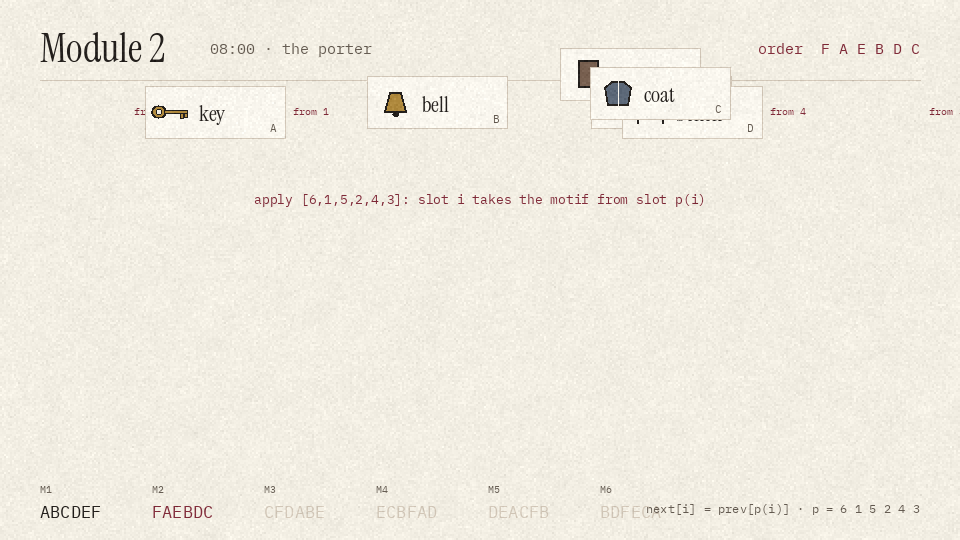 Module 2
08:00 · the porter
order F A E B D C
key
A
from 1
bell
B
coat
C
D
from 4
from
apply [6,1,5,2,4,3]: slot i takes the motif from slot p(i)
M1 M2 M3 M4 M5 M6
ABCDEF FAEBDC CFDABE ECBFAD DEACFB BDFEC
next[i] = prev[p(i)] · p = 6 1 5 2 4 3